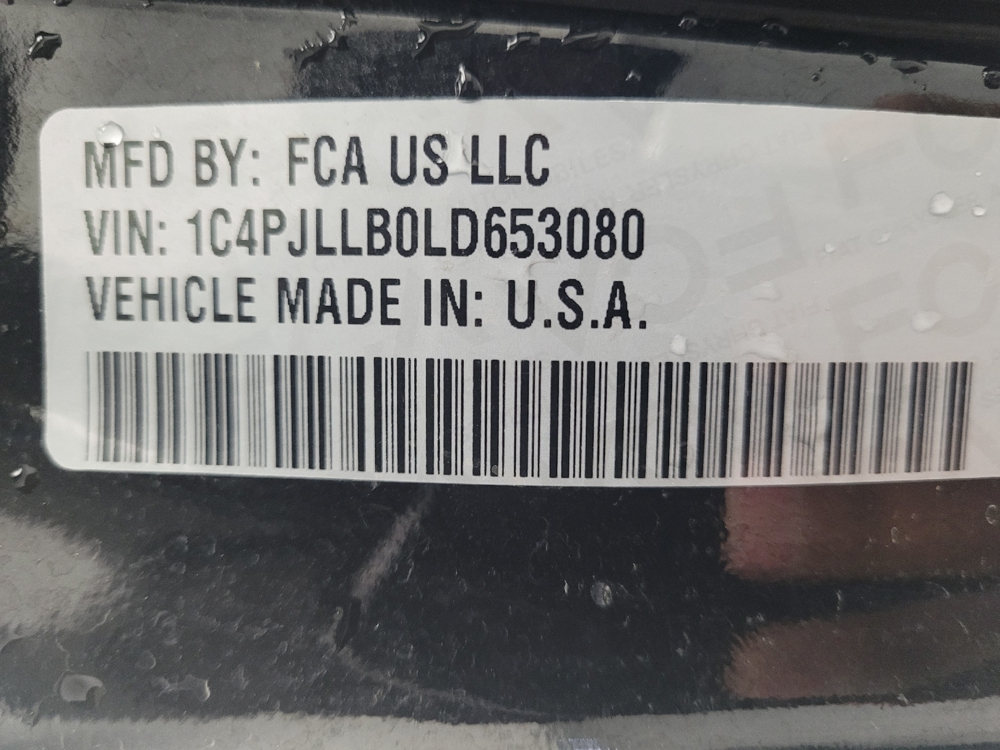 MFD BY: FCA US LLC
VIN: 1C4PJLLB0LD653080
VEHICLE MADE IN: U.S.A.